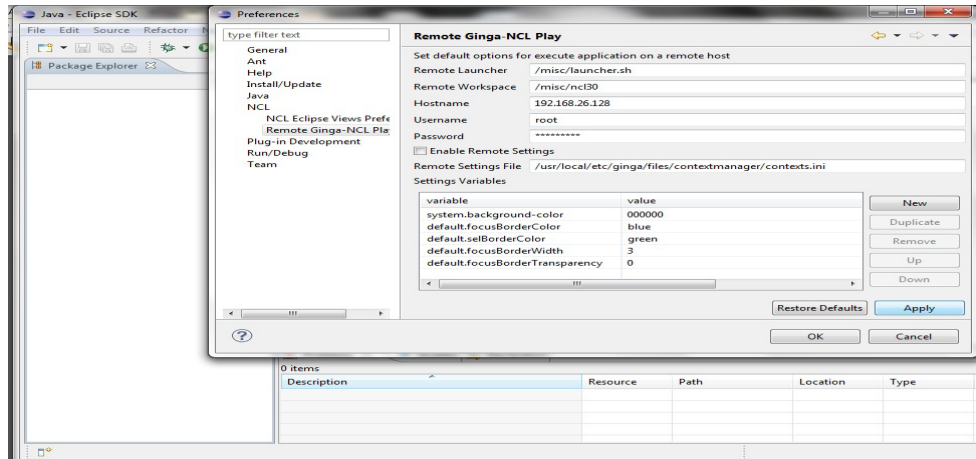 Java - Eclipse SDK
File Edit Source Refactor
Package Explorer
Preferences
type filter text
General
Ant
Help
Install/Update
Java
NCL
NCL Eclipse Views Prefe
Remote Ginga-NCL Pla
Plug-in Development
Run/Debug
Team
Remote Ginga-NCL Play
Set default options for execute application on a remote host
Remote Launcher /misc/launcher.sh
Remote Workspace /misc/ncl30
Hostname 192.168.26.128
Username root
Password *********
Enable Remote Settings
Remote Settings File /usr/local/etc/ginga/files/contextmanager/contexts.ini
Settings Variables
variable value
system.background-color 000000
default.focusBorderColor blue
default.selBorderColor green
default.focusBorderWidth 3
default.focusBorderTransparency 0
New
Duplicate
Remove
Up
Down
Restore Defaults Apply
OK Cancel
0 items
Description Resource Path Location Type